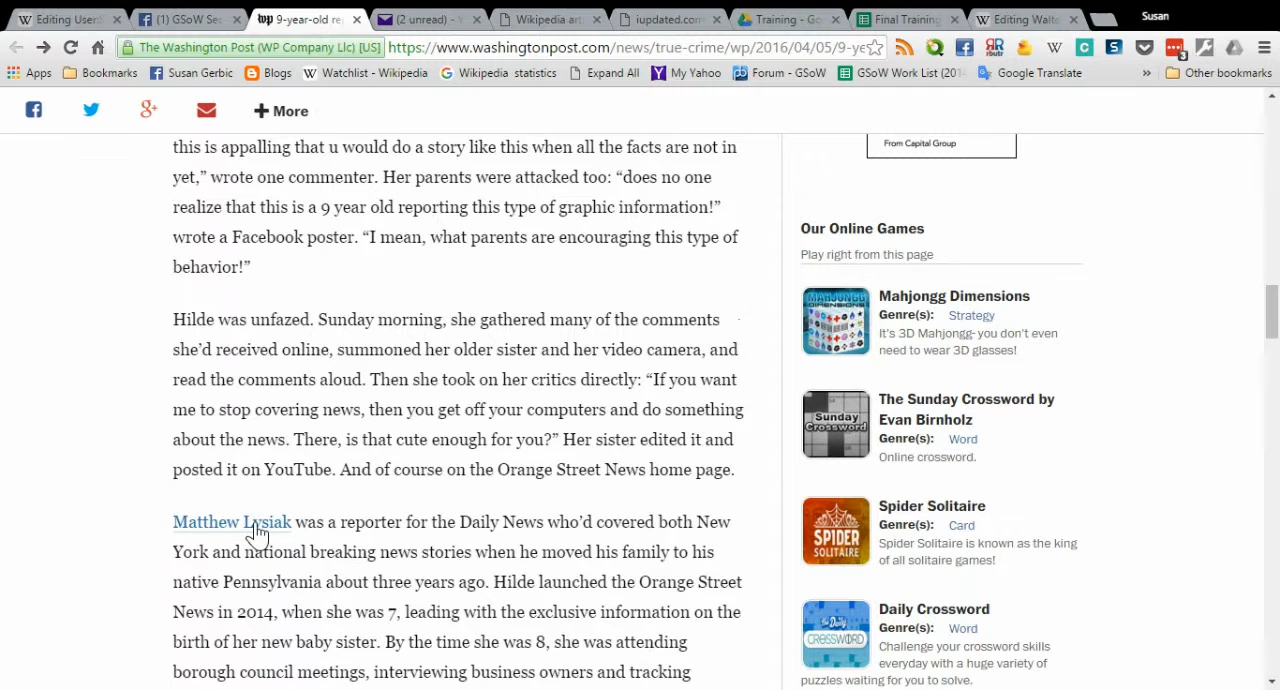 Editing User:
(1) GSoW Sec
9-year-old re
(2 unread) - Y
Wikipedia art
iupdated.com
Training - Go
Final Training
Editing Walte
Susan
The Washington Post (WP Company Llc) [US]
https://www.washingtonpost.com/news/true-crime/wp/2016/04/05/9-ye
Apps
Bookmarks
Susan Gerbic
Blogs
Watchlist - Wikipedia
Wikipedia statistics
Expand All
My Yahoo
Forum - GSoW
GSoW Work List (201
Google Translate
»
Other bookmarks
More
this is appalling that u would do a story like this when all the facts are not in
yet,” wrote one commenter. Her parents were attacked too: “does no one
realize that this is a 9 year old reporting this type of graphic information!”
wrote a Facebook poster. “I mean, what parents are encouraging this type of
behavior!”
Hilde was unfazed. Sunday morning, she gathered many of the comments
she’d received online, summoned her older sister and her video camera, and
read the comments aloud. Then she took on her critics directly: “If you want
me to stop covering news, then you get off your computers and do something
about the news. There, is that cute enough for you?” Her sister edited it and
posted it on YouTube. And of course on the Orange Street News home page.
Matthew Lysiak was a reporter for the Daily News who’d covered both New
York and national breaking news stories when he moved his family to his
native Pennsylvania about three years ago. Hilde launched the Orange Street
News in 2014, when she was 7, leading with the exclusive information on the
birth of her new baby sister. By the time she was 8, she was attending
borough council meetings, interviewing business owners and tracking
From Capital Group
Our Online Games
Play right from this page
Mahjongg Dimensions
Genre(s): Strategy
It's 3D Mahjongg- you don't even
need to wear 3D glasses!
The Sunday Crossword by
Evan Birnholz
Genre(s): Word
Online crossword.
Spider Solitaire
Genre(s): Card
Spider Solitaire is known as the king
of all solitaire games!
Daily Crossword
Genre(s): Word
Challenge your crossword skills
everyday with a huge variety of
puzzles waiting for you to solve.
MAHJONGG
Sunday
Crossword
SPIDER
SOLITAIRE
the Daily
CROSSWORD